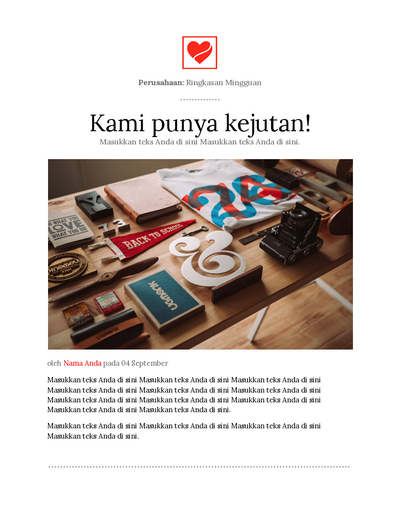 Perusahaan: Ringkasan Mingguan
Kami punya kejutan!
Masukkan teks Anda di sini Masukkan teks Anda di sini.
WHAT YOU
LOVE
BACK TO SCHOOL
&
oleh Nama Anda pada 04 September
Masukkan teks Anda di sini Masukkan teks Anda di sini Masukkan teks Anda di sini
Masukkan teks Anda di sini Masukkan teks Anda di sini Masukkan teks Anda di sini
Masukkan teks Anda di sini Masukkan teks Anda di sini Masukkan teks Anda di sini
Masukkan teks Anda di sini Masukkan teks Anda di sini.
Masukkan teks Anda di sini Masukkan teks Anda di sini Masukkan teks Anda di sini
Masukkan teks Anda di sini.